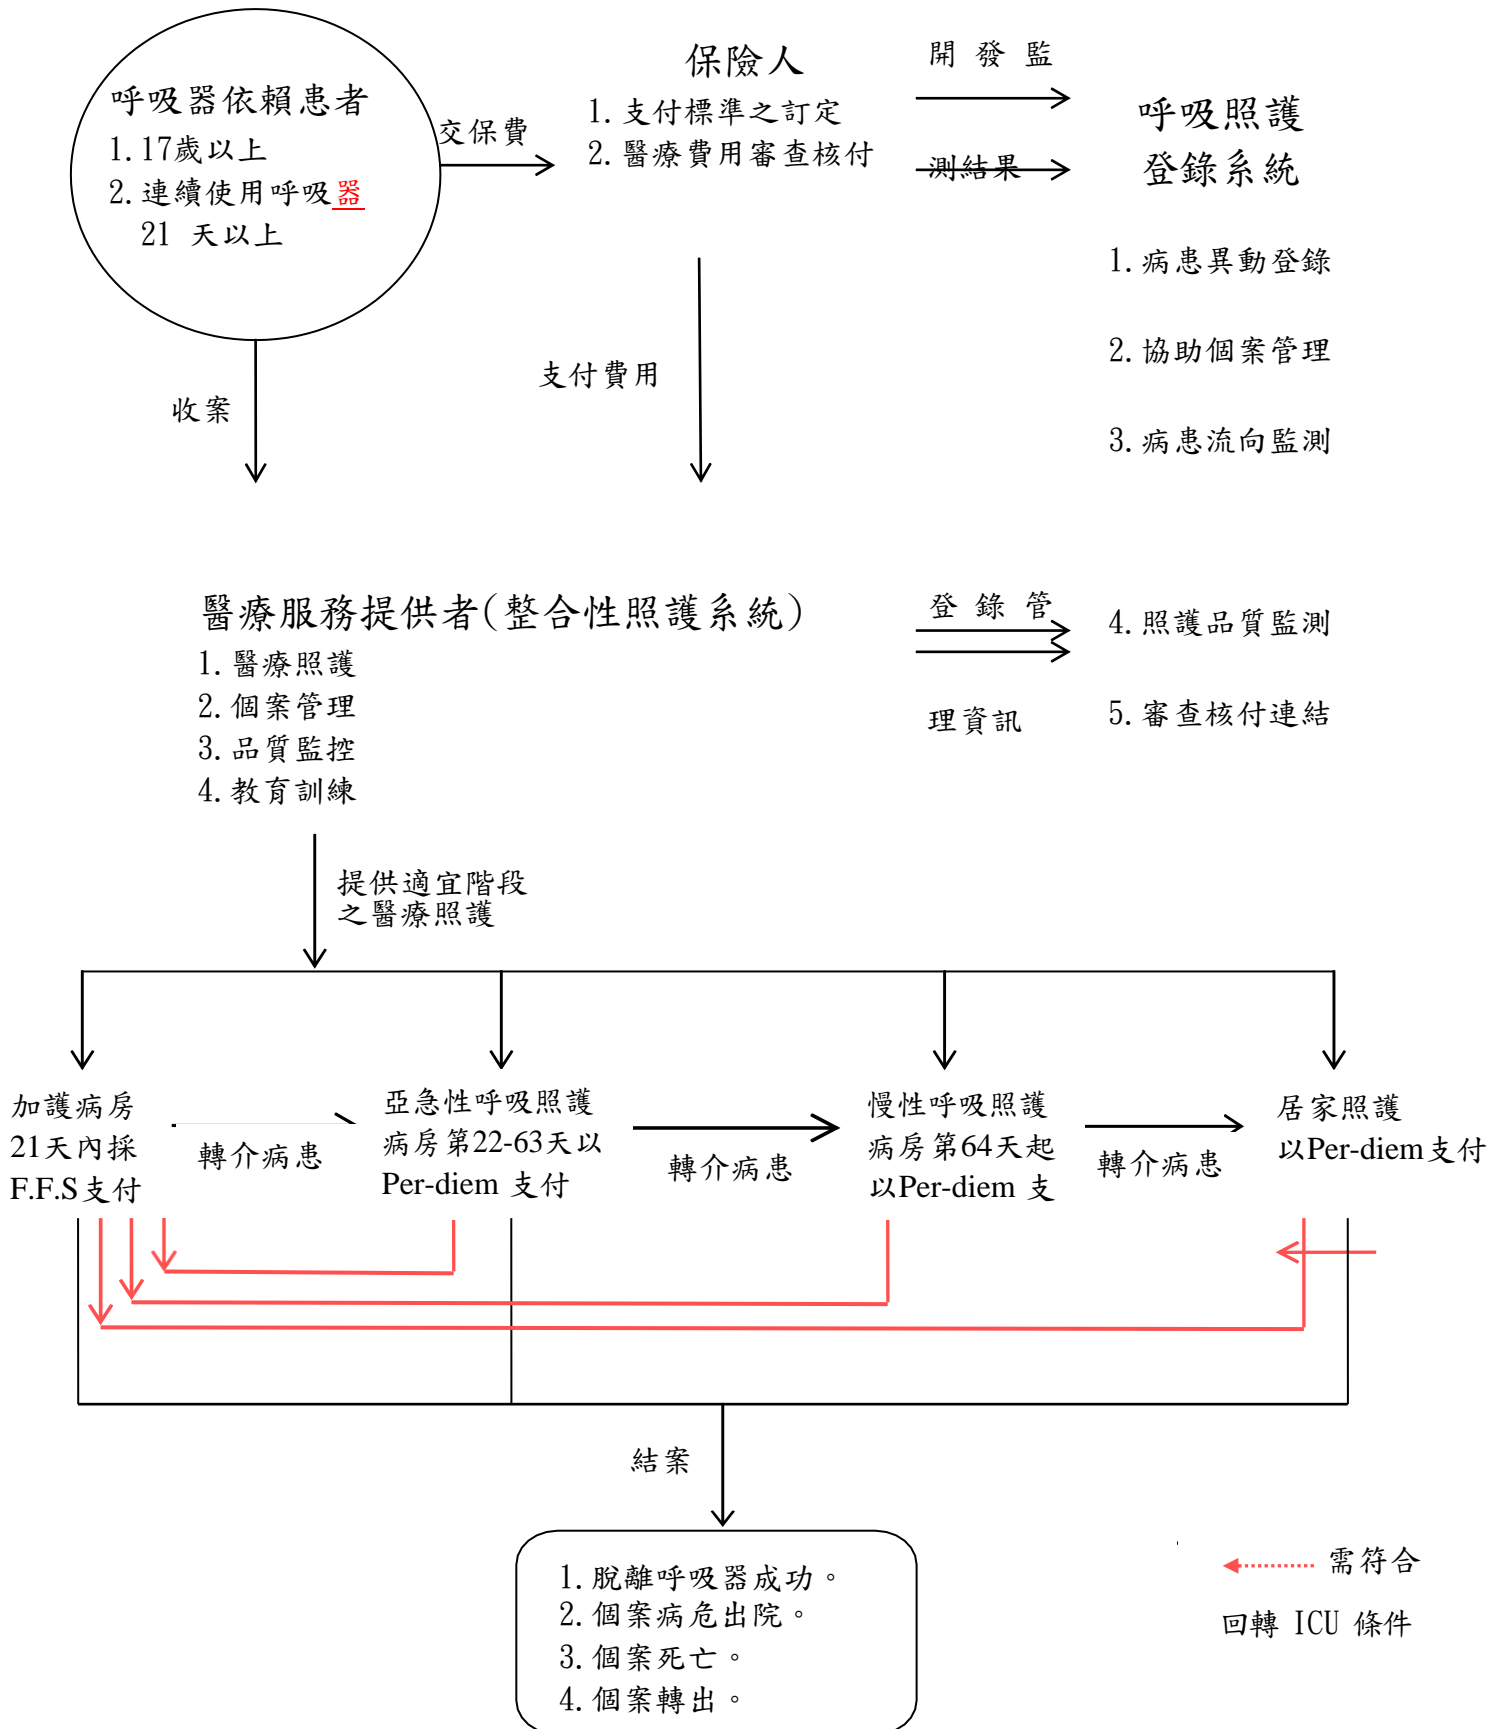 呼吸器依賴患者
1.17歲以上
2.連續使用呼吸器
21 天以上
交保費
保險人
1.支付標準之訂定
2.醫療費用審查核付
開 發 監
測結果
呼吸照護
登錄系統
1.病患異動登錄
2.協助個案管理
3.病患流向監測
4.照護品質監測
5.審查核付連結
收案
支付費用
醫療服務提供者(整合性照護系統)
1.醫療照護
2.個案管理
3.品質監控
4.教育訓練
登 錄 管
理資訊
提供適宜階段
之醫療照護
加護病房
21天內採
F.F.S支付
轉介病患
亞急性呼吸照護
病房第22-63天以
Per-diem 支付
轉介病患
慢性呼吸照護
病房第64天起
以Per-diem 支
轉介病患
居家照護
以Per-diem支付
結案
1.脫離呼吸器成功。
2.個案病危出院。
3.個案死亡。
4.個案轉出。
需符合
回轉 ICU 條件